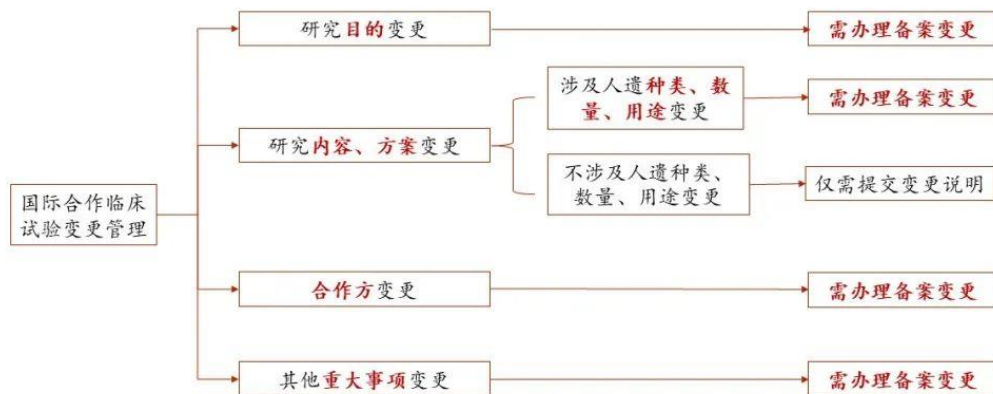 研究目的变更
需办理备案变更
涉及人遗种类、数
量、用途变更
需办理备案变更
研究内容、方案变更
不涉及人遗种类、
数量、用途变更
仅需提交变更说明
国际合作临床
试验变更管理
合作方变更
需办理备案变更
其他重大事项变更
需办理备案变更